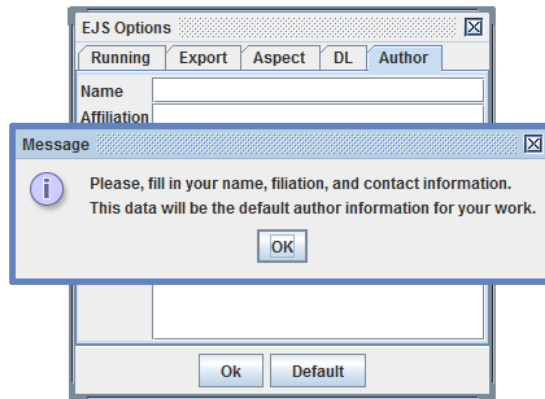 EJS Options
Running Export Aspect DL Author
Name
Affiliation
Message
Please, fill in your name, filiation, and contact information.
This data will be the default author information for your work.
OK
Ok Default